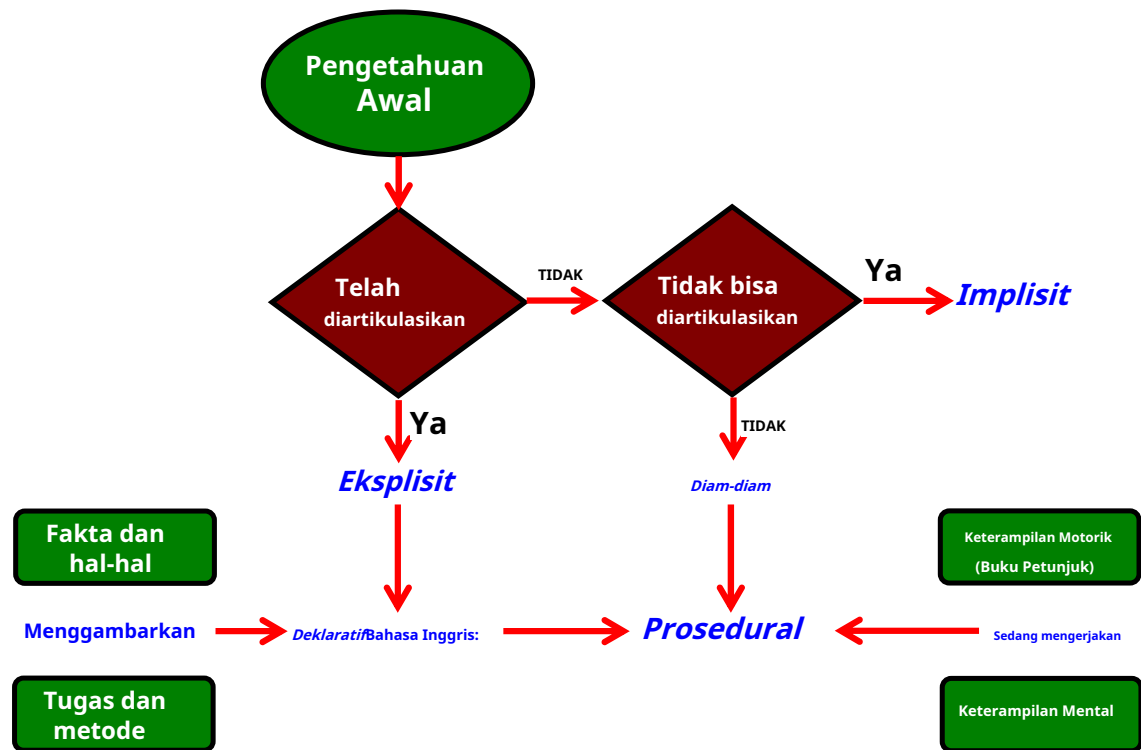 Pengetahuan
Awal
Telah
diartikulasikan
TIDAK
Tidak bisa
diartikulasikan
Ya
Implisit
Ya
TIDAK
Eksplisit
Diam-diam
Fakta dan
hal-hal
Keterampilan Motorik
(Buku Petunjuk)
Menggambarkan
DeklaratifBahasa Inggris:
Prosedural
Sedang mengerjakan
Tugas dan
metode
Keterampilan Mental